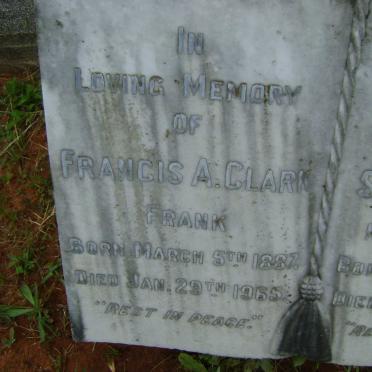 IN
LOVING MEMORY
OF
FRANCIS A. CLARK
FRANK
BORN MARCH 5TH 1887.
DIED JAN. 29TH 1965.
"REST IN PEACE."